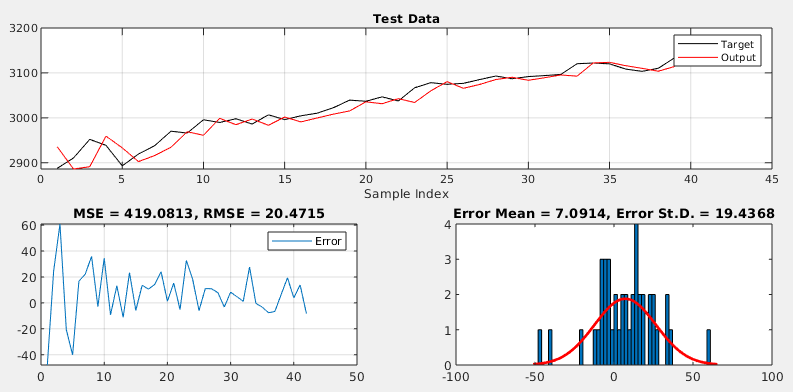 Test Data
3200
3100
3000
2900
Target
Output
0 5 10 15 20 25 30 35 40 45
Sample Index
MSE = 419.0813, RMSE = 20.4715
60
40
20
0
-20
-40
Error
0 10 20 30 40 50
Error Mean = 7.0914, Error St.D. = 19.4368
4
3
2
1
0
-100 -50 0 50 100